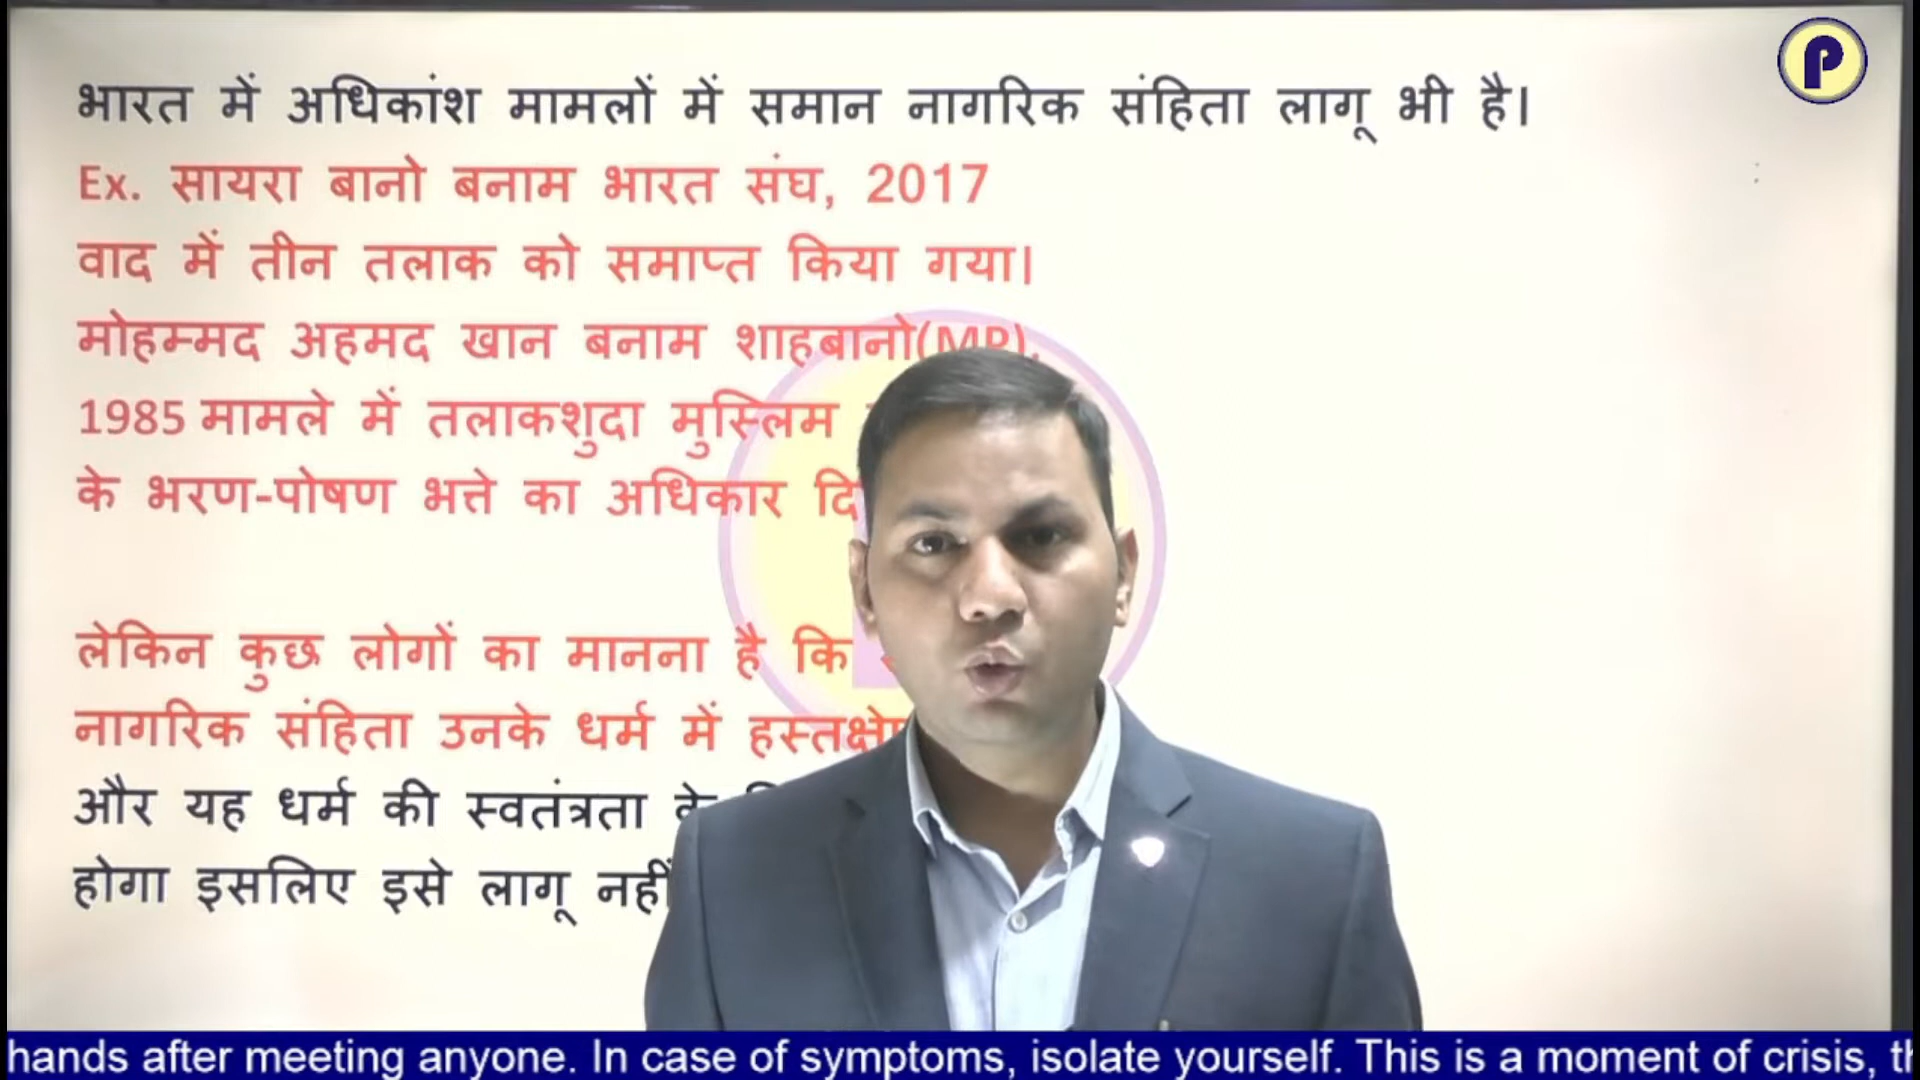 P
भारत में अधिकांश मामलों में समान नागरिक संहिता लागू भी है।
Ex. सायरा बानो बनाम भारत संघ, 2017
वाद में तीन तलाक को समाप्त किया गया।
मोहम्मद अहमद खान बनाम शाहबानो(MP),
1985 मामले में तलाकशुदा मुस्लिम
के भरण-पोषण भत्ते का अधिकार
लेकिन कुछ लोगों का मानना है कि
नागरिक संहिता उनके धर्म में
और यह धर्म की स्वतंत्रता
होगा इसलिए इसे लागू नहीं
hands after meeting anyone. In case of symptoms, isolate yourself. This is a moment of crisis,